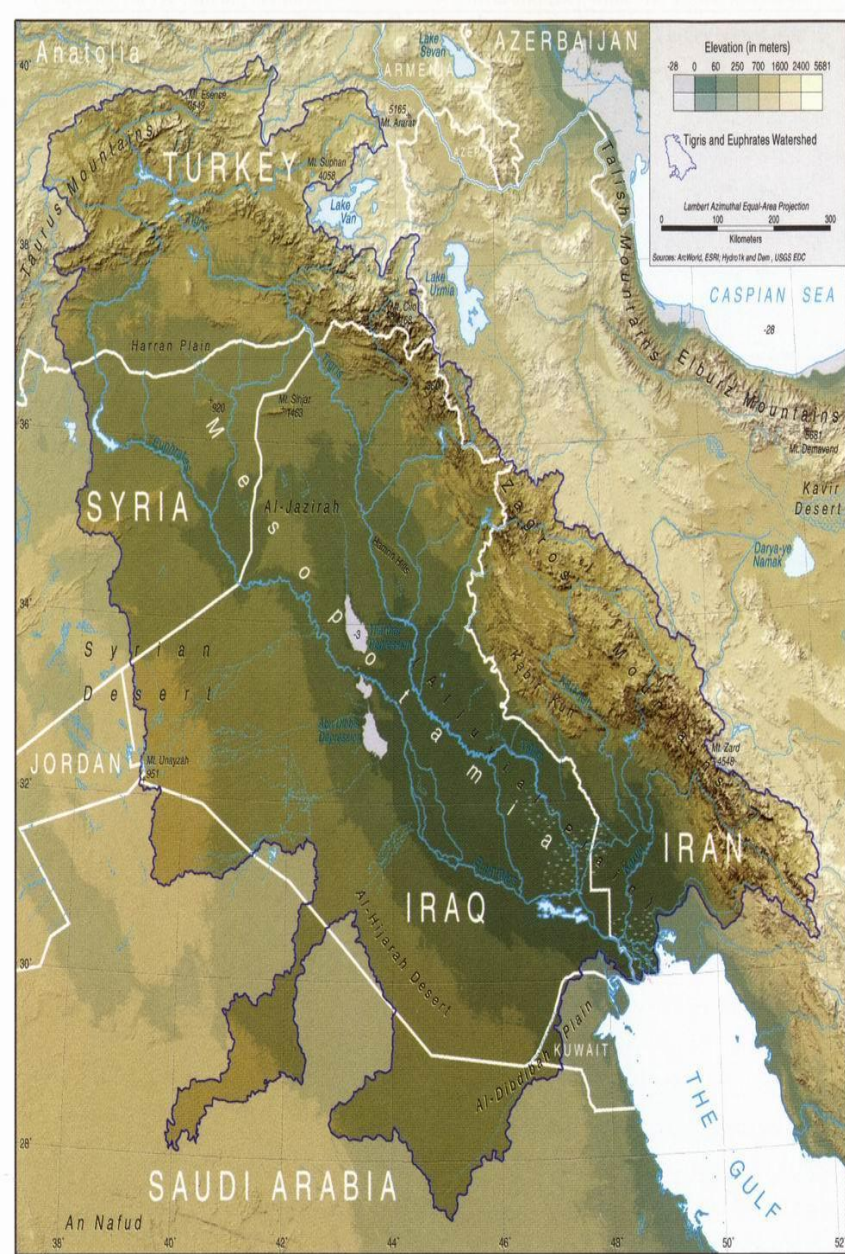 Elevation (in meters)
-28 0 60 250 700 1600 2400 5681
Tigris and Euphrates Watershed
Lambert Azimuthal Equal-Area Projection
0 100 200 300
Kilometers
Sources: ArcWorld, ESRI; Hydro1k and Dem , USGS EDC
Anatolia
Lake
Sevan
AZERBAIJAN
ARMENIA
40'
5165
Mt. Ararat
Taurus Mountains
TURKEY
Mt. Suphan
4058
Lake
Van
Talish Mountains
38'
Lake
Urmia
CASPIAN SEA
-28
Harran Plain
Tigris
Elburz Mountains
36'
920
Mt. Sinjar
1463
5681
Mt. Demavend
Kavir
Desert
Mesopotamia
Euphrates
SYRIA
Al-Jazirah
Zagros Mountains
Darya-ye
Namak
34'
-3
Syrian
Desert
Kabir Kuh
JORDAN
Mt. Unayzah
951
Mt. Zard
4548
32'
IRAN
IRAQ
Al-Hijarah Desert
30'
Al-Dibdibah Plain
KUWAIT
THE GULF
28'
SAUDI ARABIA
An Nafud
38' 40' 42' 44' 46' 48' 50' 52'